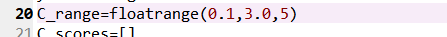 20 C_range=floatrange(0.1,3.0,5)
21 C_scores=[]